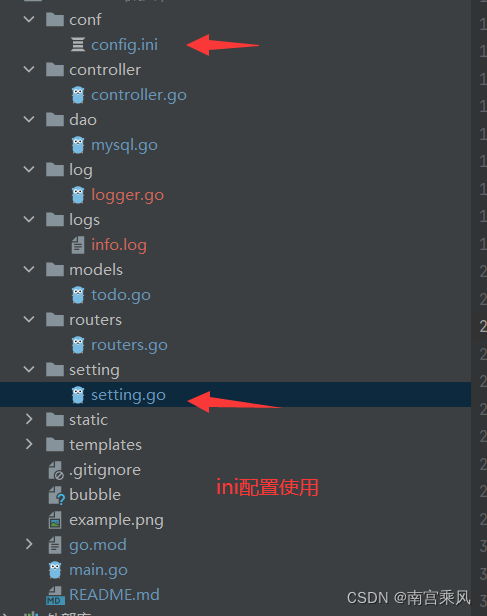 conf
config.ini
controller
controller.go
dao
mysql.go
log
logger.go
logs
info.log
models
todo.go
routers
routers.go
setting
setting.go
static
templates
.gitignore
ini配置使用
bubble
example.png
go.mod
main.go
MD README.md
CSDN @南宫乘风